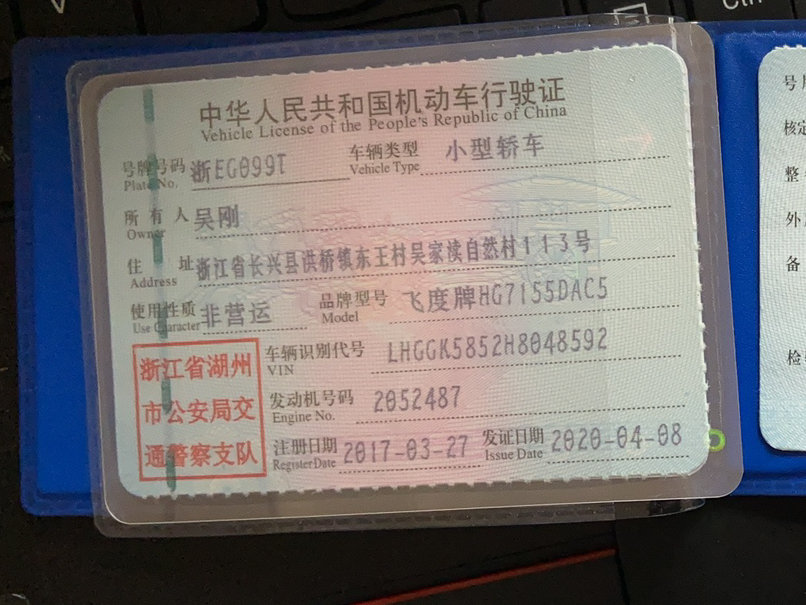 Ctrl
中华人民共和国机动车行驶证
Vehicle License of the People's Republic of China
号牌号码 浙EG099T 车辆类型 小型轿车
Plate No. Vehicle Type
所有人 吴刚
Owner
住址 浙江省长兴县洪桥镇东王村吴家渎自然村113号
Address
使用性质 非营运 品牌型号 飞度牌HG7155DAC5
Use Character Model
浙江省湖州
市公安局交
通警察支队
车辆识别代号 LHGGK5852H8048592
VIN
发动机号码 2052487
Engine No.
注册日期 2017-03-27 发证日期 2020-04-08
Register Date Issue Date
号
核定
整
外
备
检